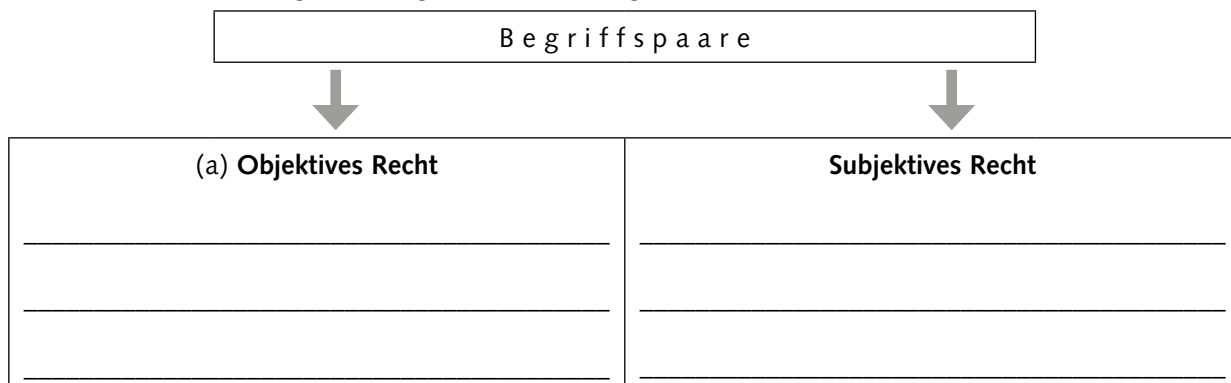 B e g r i f f s p a a r e
(a) Objektives Recht
Subjektives Recht